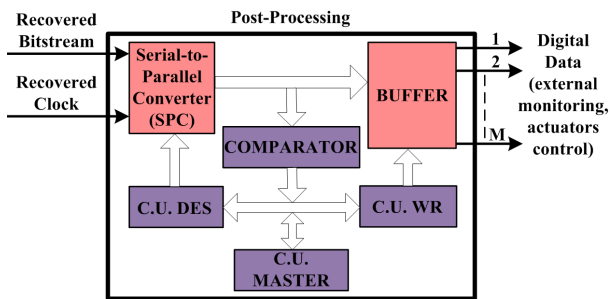 Post-Processing
Recovered
Bitstream
Recovered
Clock
Serial-to-
Parallel
Converter
(SPC)
BUFFER
1
2
M
Digital
Data
(external
monitoring,
actuators
control)
COMPARATOR
C.U. DES
C.U. WR
C.U.
MASTER